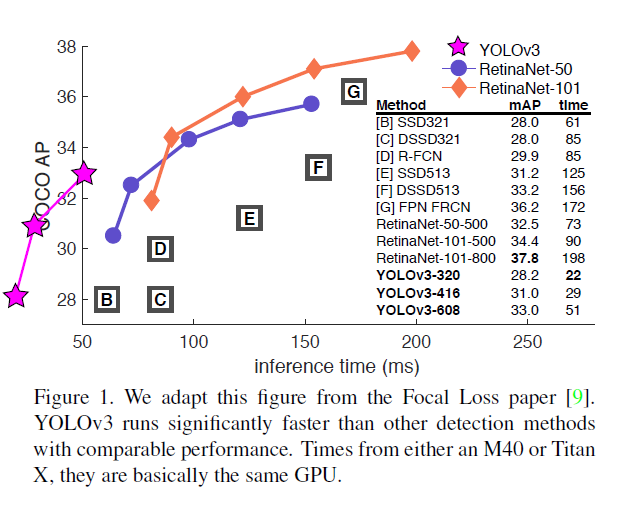 38
36
34
32
30
28
COCO AP
50
100
150
200
250
inference time (ms)
B
C
D
E
F
G
YOLOv3
RetinaNet-50
RetinaNet-101
Method mAP time
[B] SSD321 28.0 61
[C] DSSD321 28.0 85
[D] R-FCN 29.9 85
[E] SSD513 31.2 125
[F] DSSD513 33.2 156
[G] FPN FRCN 36.2 172
RetinaNet-50-500 32.5 73
RetinaNet-101-500 34.4 90
RetinaNet-101-800 37.8 198
YOLOv3-320 28.2 22
YOLOv3-416 31.0 29
YOLOv3-608 33.0 51
Figure 1. We adapt this figure from the Focal Loss paper [9].
YOLOv3 runs significantly faster than other detection methods
with comparable performance. Times from either an M40 or Titan
X, they are basically the same GPU.